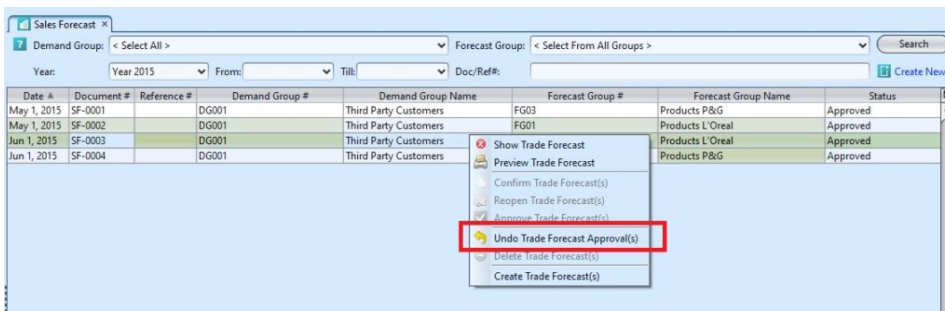 Sales Forecast ×
? Demand Group: < Select All > Forecast Group: < Select From All Groups > Search
Year: Year 2015 From: Till: Doc/Ref#: Create New
Date Document # Reference # Demand Group # Demand Group Name Forecast Group # Forecast Group Name Status
May 1, 2015 SF-0001 DG001 Third Party Customers FG03 Products P&G Approved
May 1, 2015 SF-0002 DG001 Third Party Customers FG01 Products L'Oreal Approved
Jun 1, 2015 SF-0003 DG001 Third Party Customers Products L'Oreal Approved
Jun 1, 2015 SF-0004 DG001 Third Party Customers Products P&G Approved
Show Trade Forecast
Preview Trade Forecast
Confirm Trade Forecast(s)
Reopen Trade Forecast(s)
Approve Trade Forecast(s)
Undo Trade Forecast Approval(s)
Delete Trade Forecast(s)
Create Trade Forecast(s)